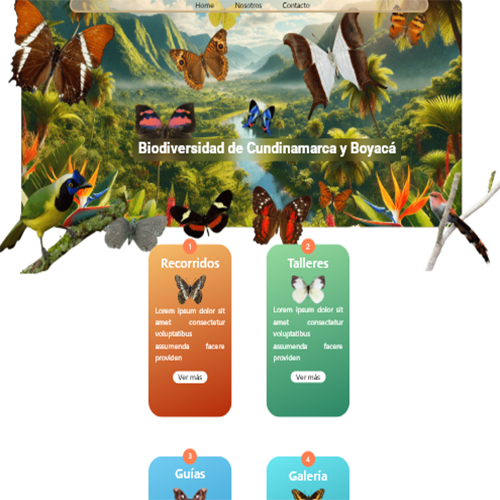 Home Nosotros Contacto
Biodiversidad de Cundinamarca y Boyacá
1
Recorridos
Lorem ipsum dolor sit
amet consectetur
voluptatibus
assumenda facere
providen
Ver más
2
Talleres
Lorem ipsum dolor sit
amet consectetur
voluptatibus
assumenda facere
providen
Ver más
3
Guías
4
Galería